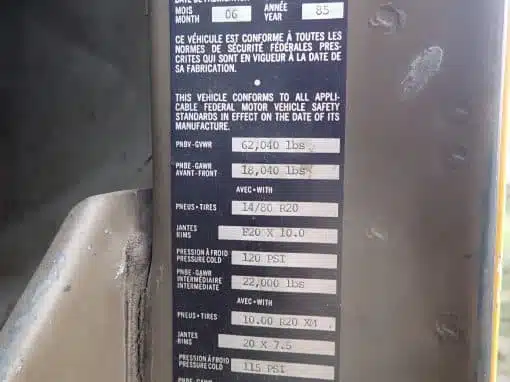 MOIS
MONTH
06
ANNÉE
YEAR
85
CE VÉHICULE EST CONFORME À TOUTES LES
NORMES DE SÉCURITÉ FÉDÉRALES PRES-
CRITES QUI SONT EN VIGUEUR À LA DATE DE
SA FABRICATION.
THIS VEHICLE CONFORMS TO ALL APPLI-
CABLE FEDERAL MOTOR VEHICLE SAFETY
STANDARDS IN EFFECT ON THE DATE OF ITS
MANUFACTURE.
PNBV-GVWR 62,040 lbs
PNBE-GAWR
AVANT-FRONT
18,040 lbs
AVEC•WITH
PNEUS•TIRES 14/80 R20
JANTES
RIMS
F20 X 10.0
PRESSION À FROID
PRESSURE COLD
120 PSI
PNBE-GAWR
INTERMÉDIAIRE
INTERMEDIATE
22,000 lbs
AVEC•WITH
PNEUS•TIRES 10.00 R20 XM
JANTES
RIMS
20 X 7.5
PRESSION À FROID
PRESSURE COLD
115 PSI